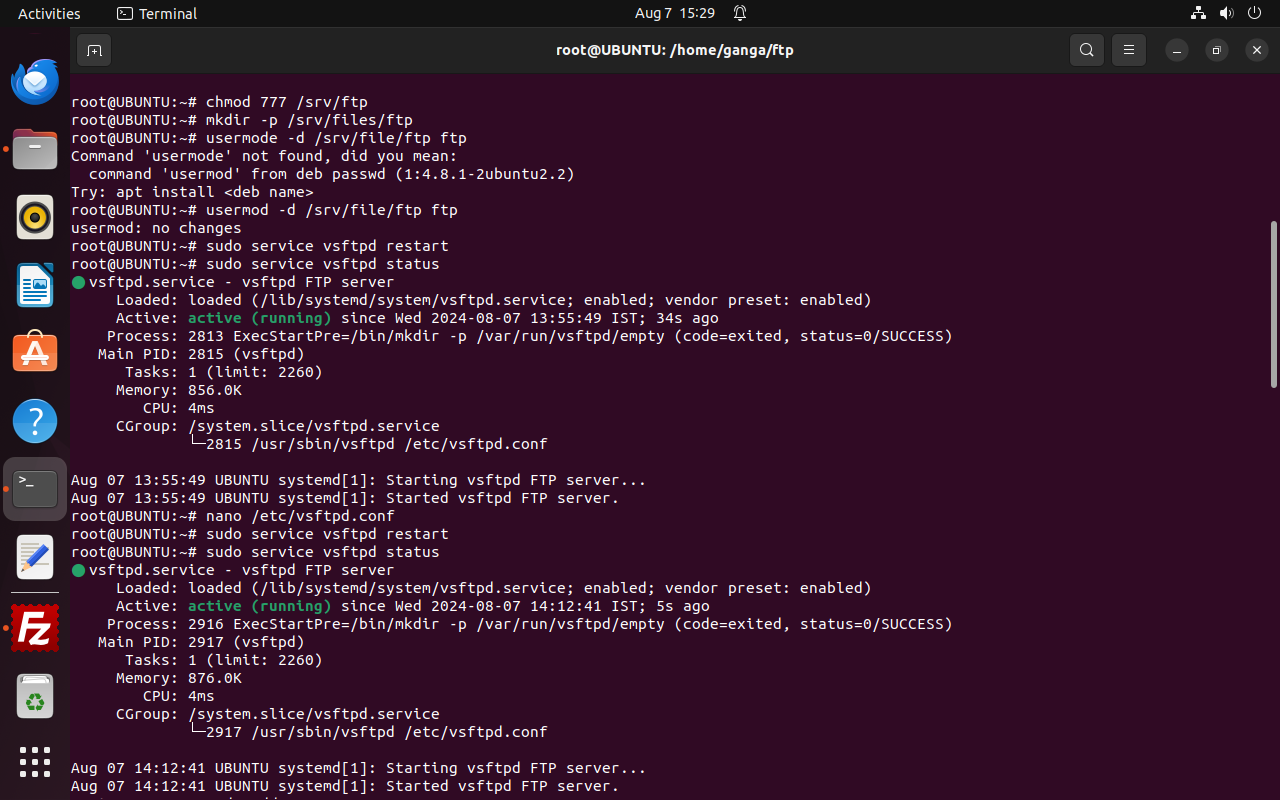 Activities
Terminal
Aug 7 15:29
root@UBUNTU: /home/ganga/ftp
root@UBUNTU:~# chmod 777 /srv/ftp
root@UBUNTU:~# mkdir -p /srv/files/ftp
root@UBUNTU:~# usermode -d /srv/file/ftp ftp
Command 'usermode' not found, did you mean:
  command 'usermod' from deb passwd (1:4.8.1-2ubuntu2.2)
Try: apt install <deb name>
root@UBUNTU:~# usermod -d /srv/file/ftp ftp
usermod: no changes
root@UBUNTU:~# sudo service vsftpd restart
root@UBUNTU:~# sudo service vsftpd status
● vsftpd.service - vsftpd FTP server
     Loaded: loaded (/lib/systemd/system/vsftpd.service; enabled; vendor preset: enabled)
     Active: active (running) since Wed 2024-08-07 13:55:49 IST; 34s ago
    Process: 2813 ExecStartPre=/bin/mkdir -p /var/run/vsftpd/empty (code=exited, status=0/SUCCESS)
   Main PID: 2815 (vsftpd)
      Tasks: 1 (limit: 2260)
     Memory: 856.0K
        CPU: 4ms
     CGroup: /system.slice/vsftpd.service
             └─2815 /usr/sbin/vsftpd /etc/vsftpd.conf
Aug 07 13:55:49 UBUNTU systemd[1]: Starting vsftpd FTP server...
Aug 07 13:55:49 UBUNTU systemd[1]: Started vsftpd FTP server.
root@UBUNTU:~# nano /etc/vsftpd.conf
root@UBUNTU:~# sudo service vsftpd restart
root@UBUNTU:~# sudo service vsftpd status
● vsftpd.service - vsftpd FTP server
     Loaded: loaded (/lib/systemd/system/vsftpd.service; enabled; vendor preset: enabled)
     Active: active (running) since Wed 2024-08-07 14:12:41 IST; 5s ago
    Process: 2916 ExecStartPre=/bin/mkdir -p /var/run/vsftpd/empty (code=exited, status=0/SUCCESS)
   Main PID: 2917 (vsftpd)
      Tasks: 1 (limit: 2260)
     Memory: 876.0K
        CPU: 4ms
     CGroup: /system.slice/vsftpd.service
             └─2917 /usr/sbin/vsftpd /etc/vsftpd.conf
Aug 07 14:12:41 UBUNTU systemd[1]: Starting vsftpd FTP server...
Aug 07 14:12:41 UBUNTU systemd[1]: Started vsftpd FTP server.